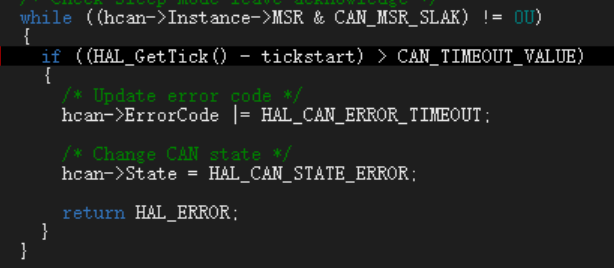 /* Check Sleep mode leave acknowledge */
while ((hcan->Instance->MSR & CAN_MSR_SLAK) != 0U)
{
if ((HAL_GetTick() - tickstart) > CAN_TIMEOUT_VALUE)
{
/* Update error code */
hcan->ErrorCode |= HAL_CAN_ERROR_TIMEOUT;
/* Change CAN state */
hcan->State = HAL_CAN_STATE_ERROR;
return HAL_ERROR;
}
}